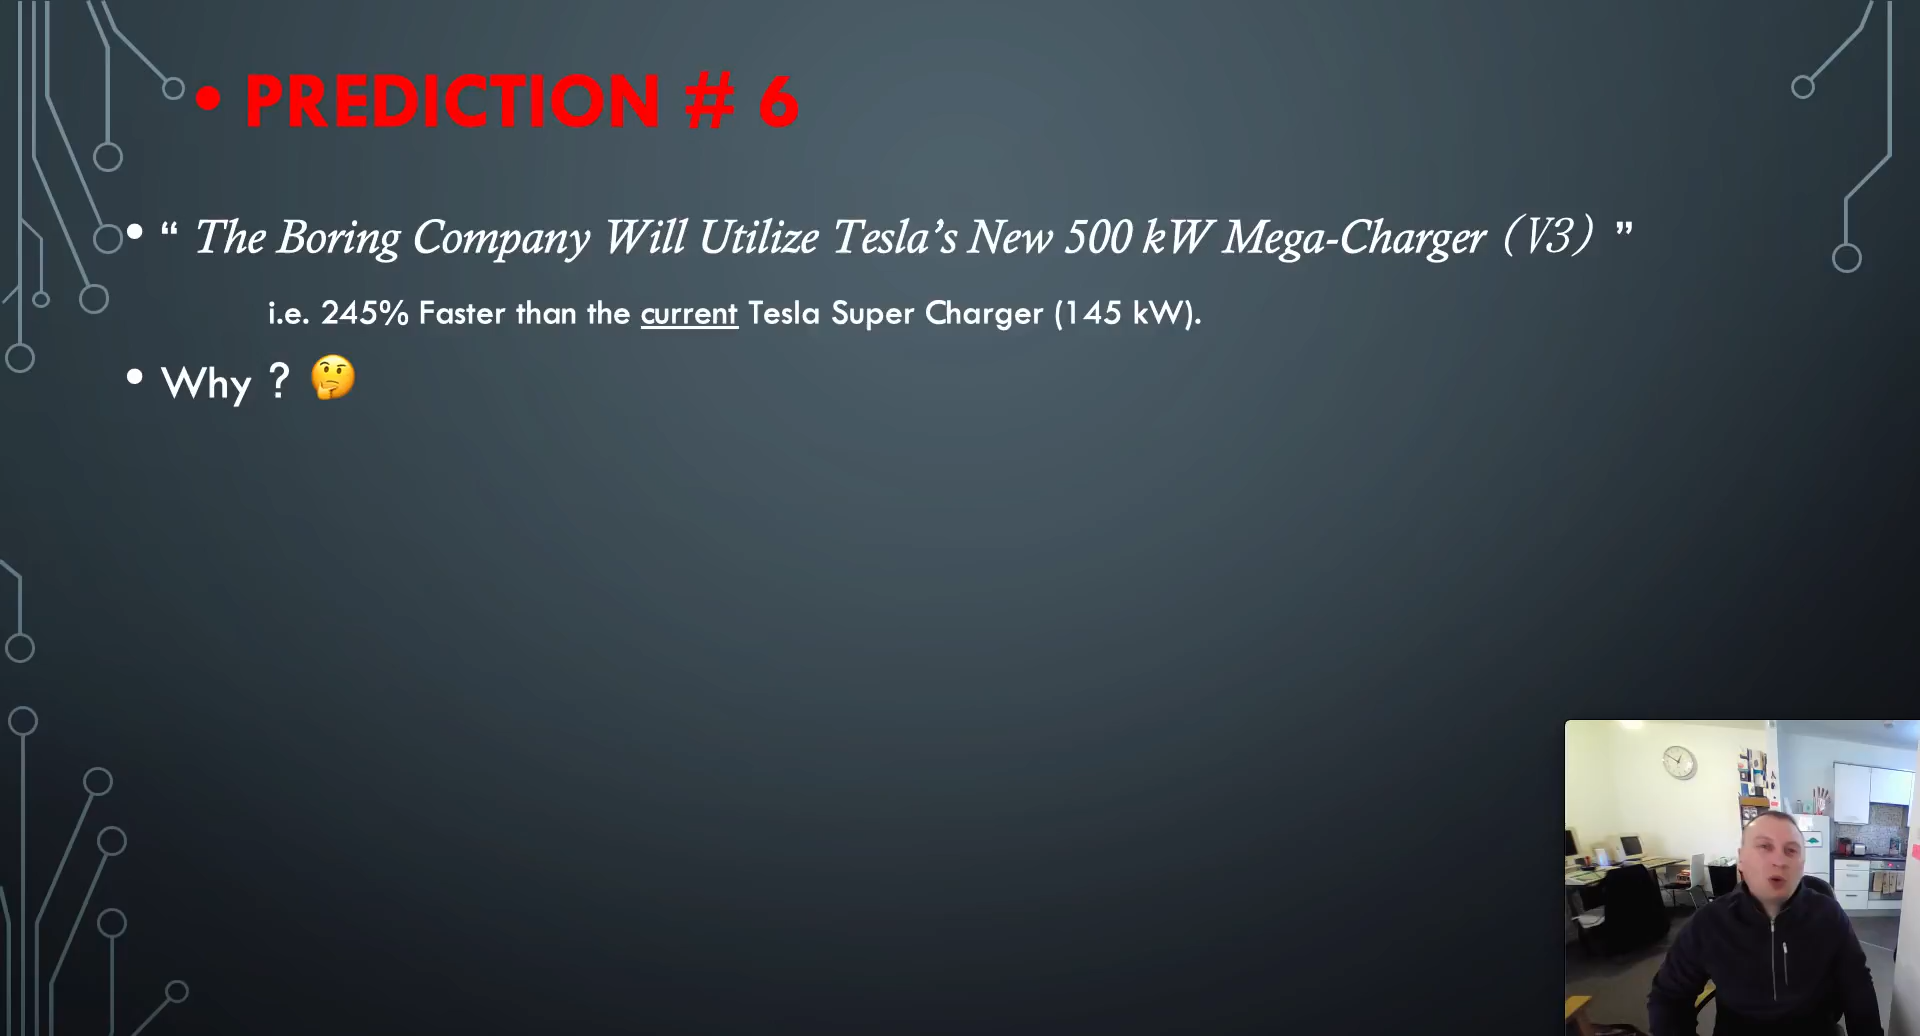 • PREDICTION # 6
• “ The Boring Company Will Utilize Tesla’s New 500 kW Mega-Charger (V3) ”
i.e. 245% Faster than the current Tesla Super Charger (145 kW).
• Why ? 🤔